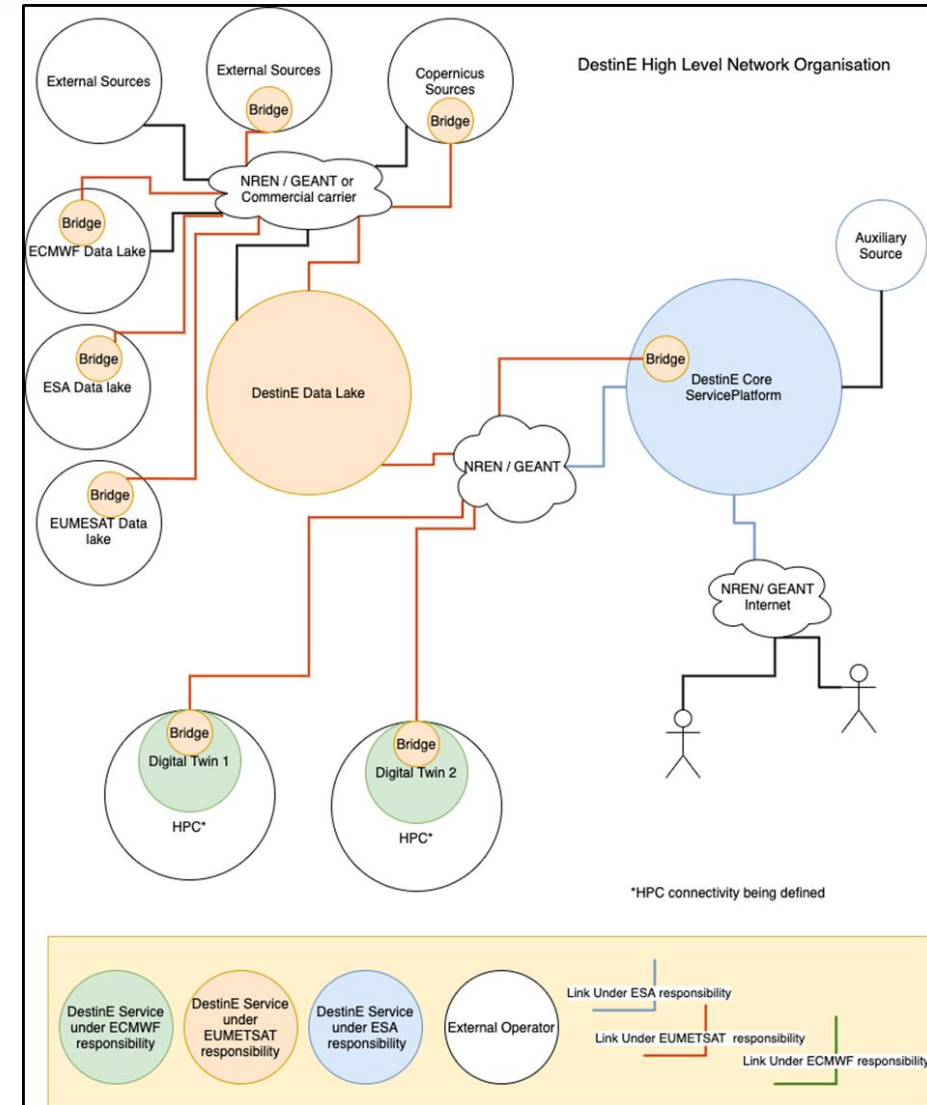 DestinE High Level Network Organisation
External Sources
External Sources
Bridge
Copernicus
Sources
Bridge
NREN / GEANT or
Commercial carrier
Bridge
ECMWF Data Lake
Auxiliary
Source
Bridge
ESA Data lake
DestinE Data Lake
Bridge
DestinE Core
ServicePlatform
NREN / GEANT
Bridge
EUMESAT Data
lake
NREN/ GEANT
Internet
Bridge
Digital Twin 1
HPC*
Bridge
Digital Twin 2
HPC*
*HPC connectivity being defined
DestinE Service
under ECMWF
responsibility
DestinE Service
under
EUMETSAT
responsibility
DestinE Service
under ESA
responsibility
External Operator
Link Under ESA responsibility
Link Under EUMETSAT responsibility
Link Under ECMWF responsibility